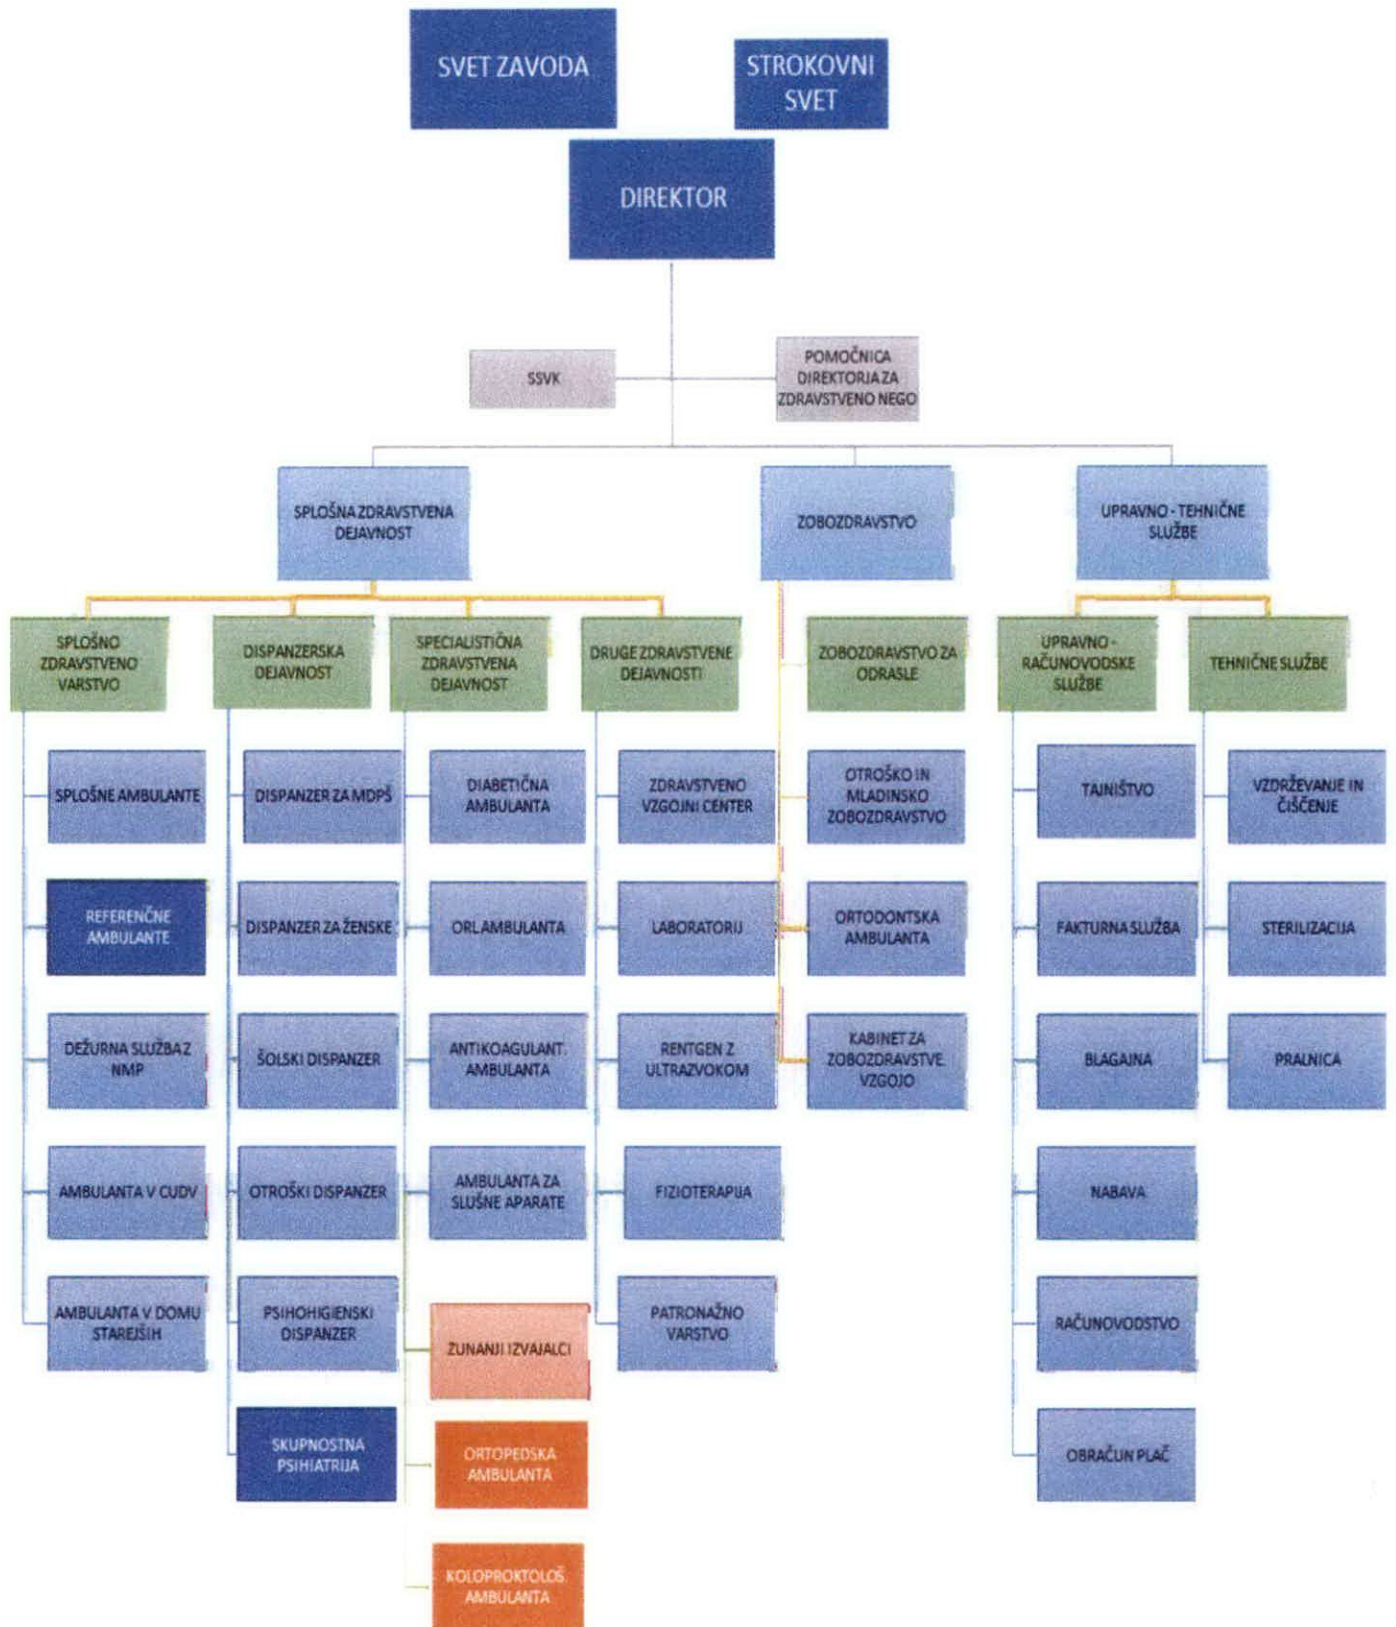 SVET ZAVODA
STROKOVNI
SVET
DIREKTOR
SSVK
POMOČNICA
DIREKTORJA ZA
ZDRAVSTVENO NEGO
SPLOŠNA ZDRAVSTVENA
DEJAVNOST
ZOBOZDRAVSTVO
UPRAVNO - TEHNIČNE
SLUŽBE
SPLOŠNO
ZDRAVSTVENO
VARSTVO
DISPANZERSKA
DEJAVNOST
SPECIALISTIČNA
ZDRAVSTVENA
DEJAVNOST
DRUGE ZDRAVSTVENE
DEJAVNOSTI
ZOBOZDRAVSTVO ZA
ODRASLE
UPRAVNO -
RAČUNOVODSKE
SLUŽBE
TEHNIČNE SLUŽBE
SPLOŠNE AMBULANTE
DISPANZER ZA MDPŠ
DIABETIČNA
AMBULANTA
ZDRAVSTVENO
VZGOJNI CENTER
OTROŠKO IN
MLADINSKO
ZOBOZDRAVSTVO
TAJNIŠTVO
VZDRŽEVANJE IN
ČIŠČENJE
REFERENČNE
AMBULANTE
DISPANZER ZA ŽENSKE
ORL AMBULANTA
LABORATORIJ
ORTODONTSKA
AMBULANTA
FAKTURNA SLUŽBA
STERILIZACIJA
DEŽURNA SLUŽBA Z
NMP
ŠOLSKI DISPANZER
ANTIKOAGULANT.
AMBULANTA
RENTGEN Z
ULTRAZVOKOM
KABINET ZA
ZOBOZDRAVSTVE.
VZGOJO
BLAGAJNA
PRALNICA
AMBULANTA V CUDV
OTROŠKI DISPANZER
AMBULANTA ZA
SLUŠNE APARATE
FIZIOTERAPIJA
NABAVA
AMBULANTA V DOMU
STAREJŠIH
PSIHOHIGIENSKI
DISPANZER
ZUNANJI IZVAJALCI
PATRONAŽNO
VARSTVO
RAČUNOVODSTVO
SKUPNOSTNA
PSIHIATRIJA
ORTOPEDSKA
AMBULANTA
OBRAČUN PLAČ
KOLOPROKTOLOŠ.
AMBULANTA